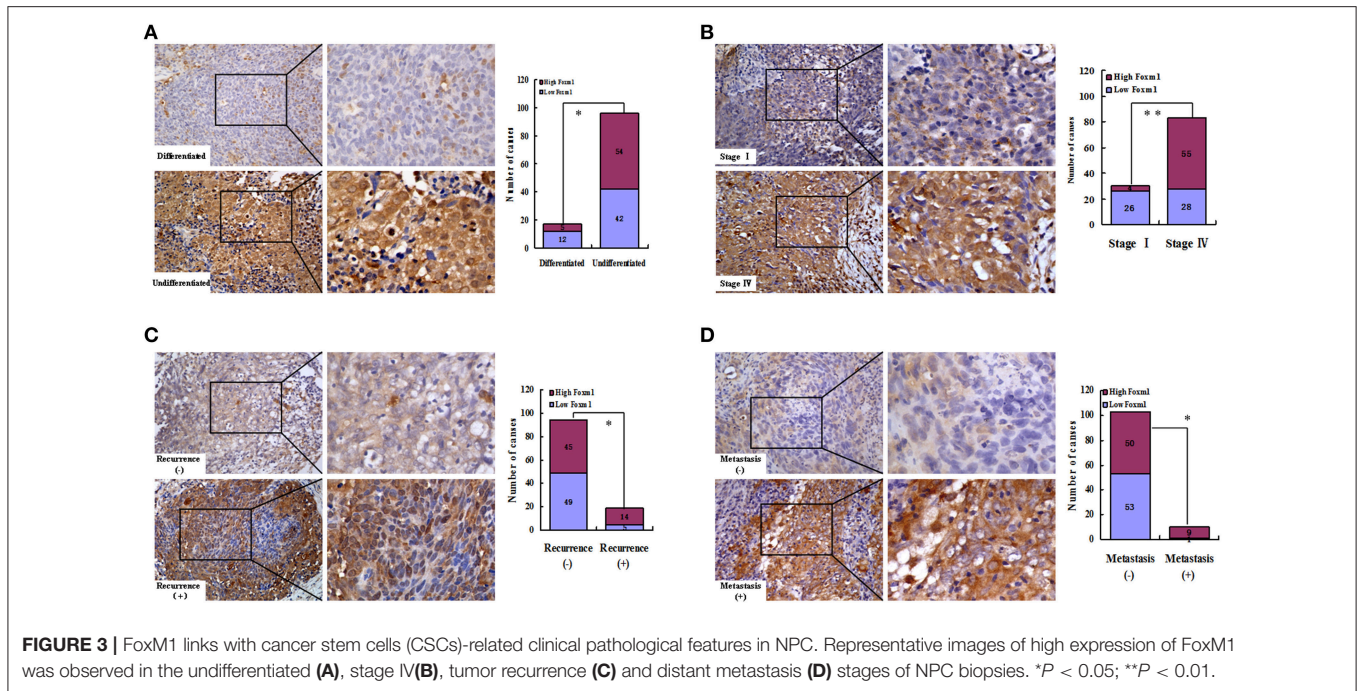 A
Differentiated
Undifferentiated
Number of causes
120
100
80
60
40
20
0
High Foxm1
Low Foxm1
*
5
12
54
42
Differentiated
Undifferentiated
B
Stage I
Stage IV
Number of causes
120
100
80
60
40
20
0
High Foxm1
Low Foxm1
* *
26
55
28
Stage I
Stage IV
C
Recurrence
(-)
Recurrence
(+)
Number of canses
100
80
60
40
20
0
High Foxm1
Low Foxm1
*
45
49
14
5
Recurrence
(-)
Recurrence
(+)
D
Metastasis
(-)
Metastasis
(+)
Number of canses
120
100
80
60
40
20
0
High Foxm1
Low Foxm1
*
50
53
9
Metastasis
(-)
Metastasis
(+)
FIGURE 3 | FoxM1 links with cancer stem cells (CSCs)-related clinical pathological features in NPC. Representative images of high expression of FoxM1
was observed in the undifferentiated (A), stage IV(B), tumor recurrence (C) and distant metastasis (D) stages of NPC biopsies. *P < 0.05; **P < 0.01.